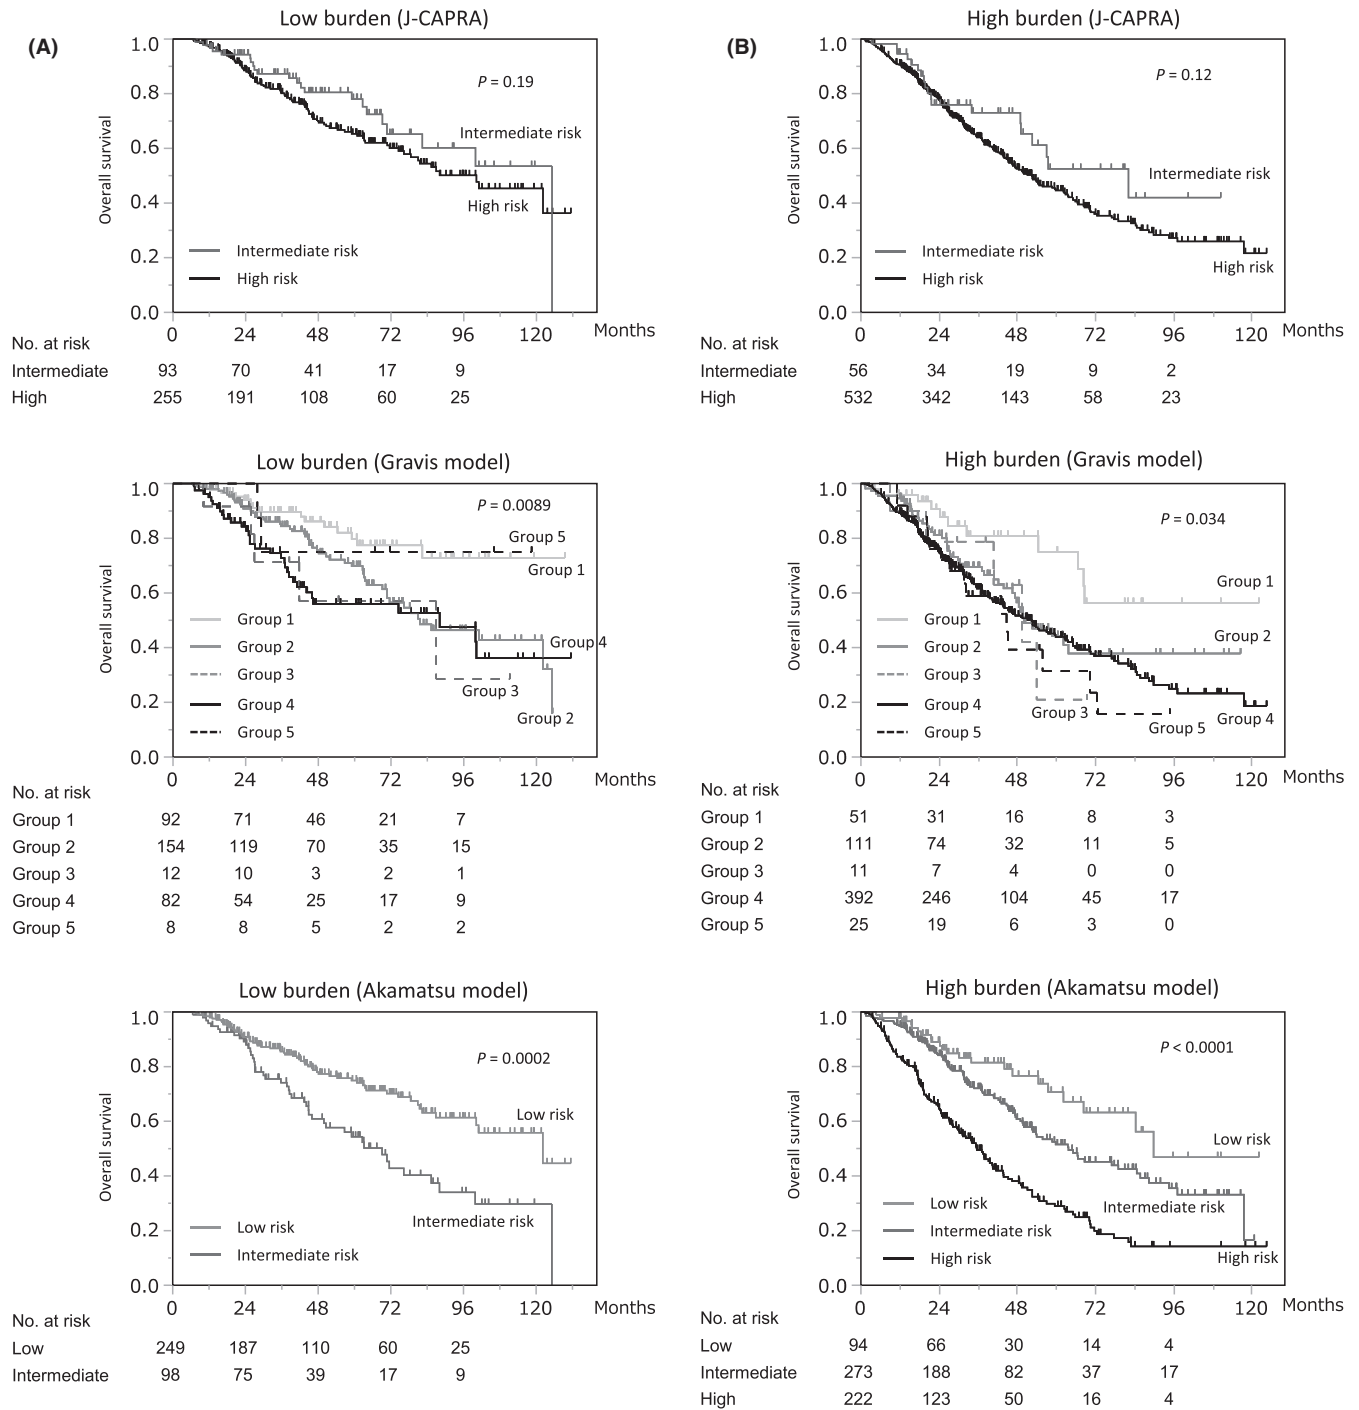 (A)
Low burden (J-CAPRA)
1.0
0.8
0.6
0.4
0.2
0.0
Overall survival
P = 0.19
Intermediate risk
High risk
Intermediate risk
High risk
0 24 48 72 96 120 Months
No. at risk
Intermediate 93 70 41 17 9
High 255 191 108 60 25
(B)
High burden (J-CAPRA)
1.0
0.8
0.6
0.4
0.2
0.0
Overall survival
P = 0.12
Intermediate risk
High risk
Intermediate risk
High risk
0 24 48 72 96 120 Months
No. at risk
Intermediate 56 34 19 9 2
High 532 342 143 58 23
Low burden (Gravis model)
1.0
0.8
0.6
0.4
0.2
0.0
Overall survival
P = 0.0089
Group 5
Group 1
Group 4
Group 3
Group 2
Group 1
Group 2
Group 3
Group 4
Group 5
0 24 48 72 96 120 Months
No. at risk
Group 1 92 71 46 21 7
Group 2 154 119 70 35 15
Group 3 12 10 3 2 1
Group 4 82 54 25 17 9
Group 5 8 8 5 2 2
High burden (Gravis model)
1.0
0.8
0.6
0.4
0.2
0.0
Overall survival
P = 0.034
Group 1
Group 2
Group 3
Group 5
Group 4
Group 1
Group 2
Group 3
Group 4
Group 5
0 24 48 72 96 120 Months
No. at risk
Group 1 51 31 16 8 3
Group 2 111 74 32 11 5
Group 3 11 7 4 0 0
Group 4 392 246 104 45 17
Group 5 25 19 6 3 0
Low burden (Akamatsu model)
1.0
0.8
0.6
0.4
0.2
0.0
Overall survival
P = 0.0002
Low risk
Intermediate risk
Low risk
Intermediate risk
0 24 48 72 96 120 Months
No. at risk
Low 249 187 110 60 25
Intermediate 98 75 39 17 9
High burden (Akamatsu model)
1.0
0.8
0.6
0.4
0.2
0.0
Overall survival
P < 0.0001
Low risk
Intermediate risk
High risk
Low risk
Intermediate risk
High risk
0 24 48 72 96 120 Months
No. at risk
Low 94 66 30 14 4
Intermediate 273 188 82 37 17
High 222 123 50 16 4